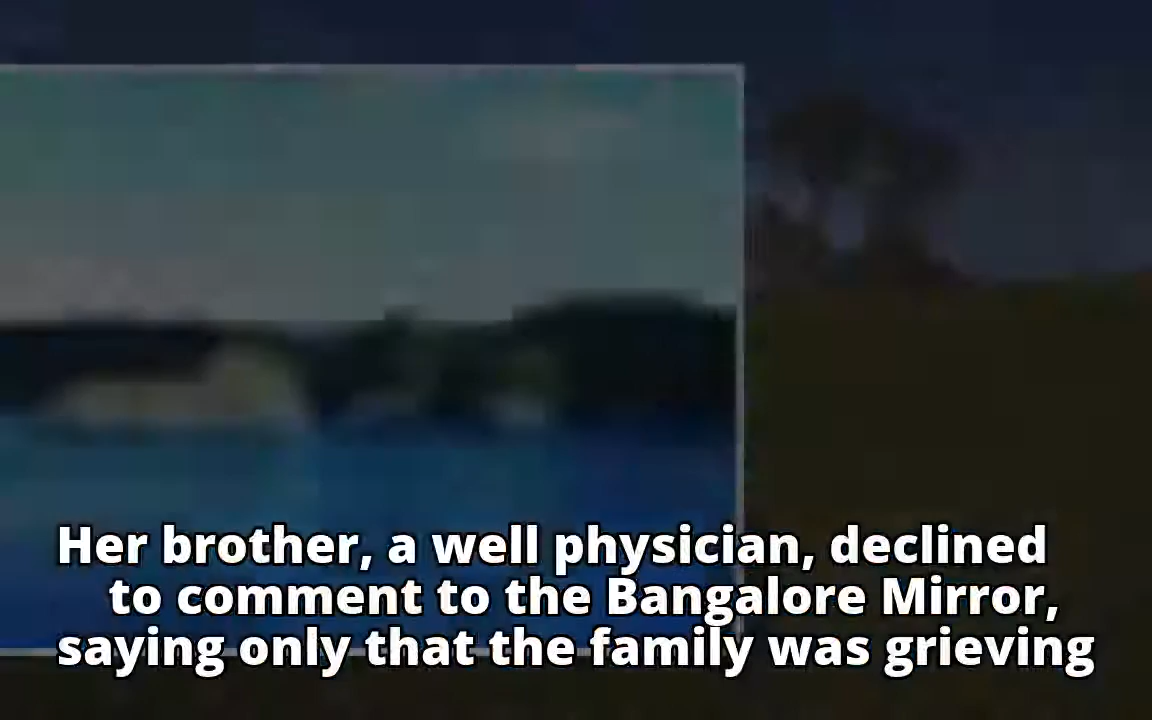 Her brother, a well physician, declined
to comment to the Bangalore Mirror,
saying only that the family was grieving